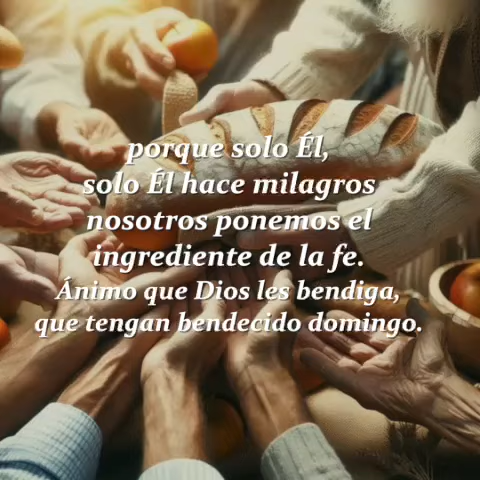 porque solo Él,
solo Él hace milagros
nosotros ponemos el
ingrediente de la fe.
Ánimo que Dios les bendiga,
que tengan bendecido domingo.